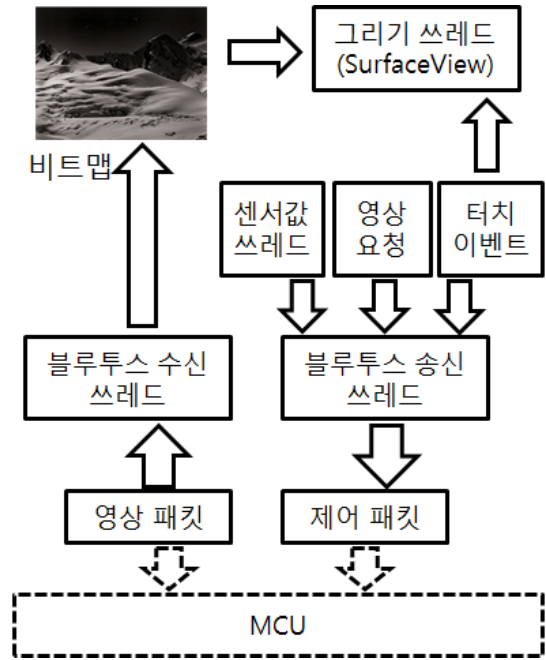 그리기 쓰레드
(SurfaceView)
비트맵
센서값
쓰레드
영상
요청
터치
이벤트
블루투스 수신
쓰레드
블루투스 송신
쓰레드
영상 패킷
제어 패킷
MCU